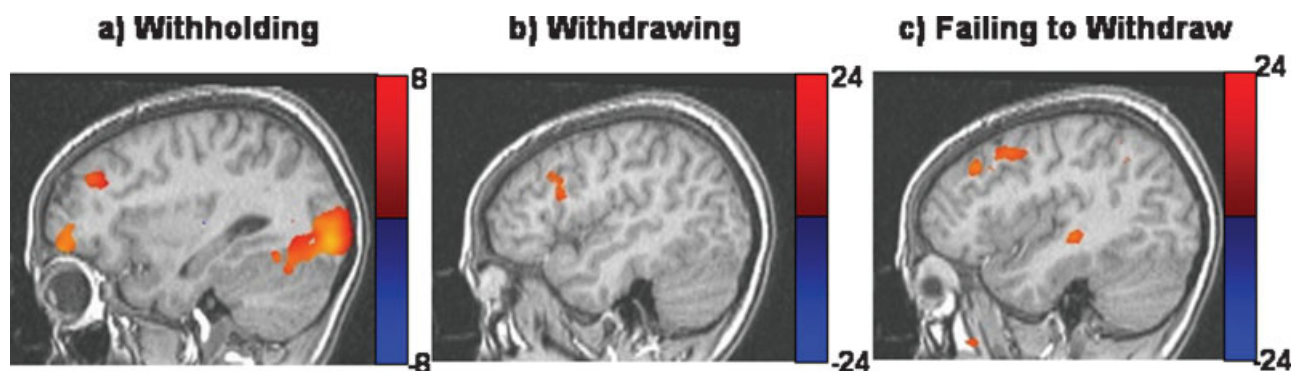 a) Withholding
b) Withdrawing
c) Failing to Withdraw
8
-8
24
-24
24
-24